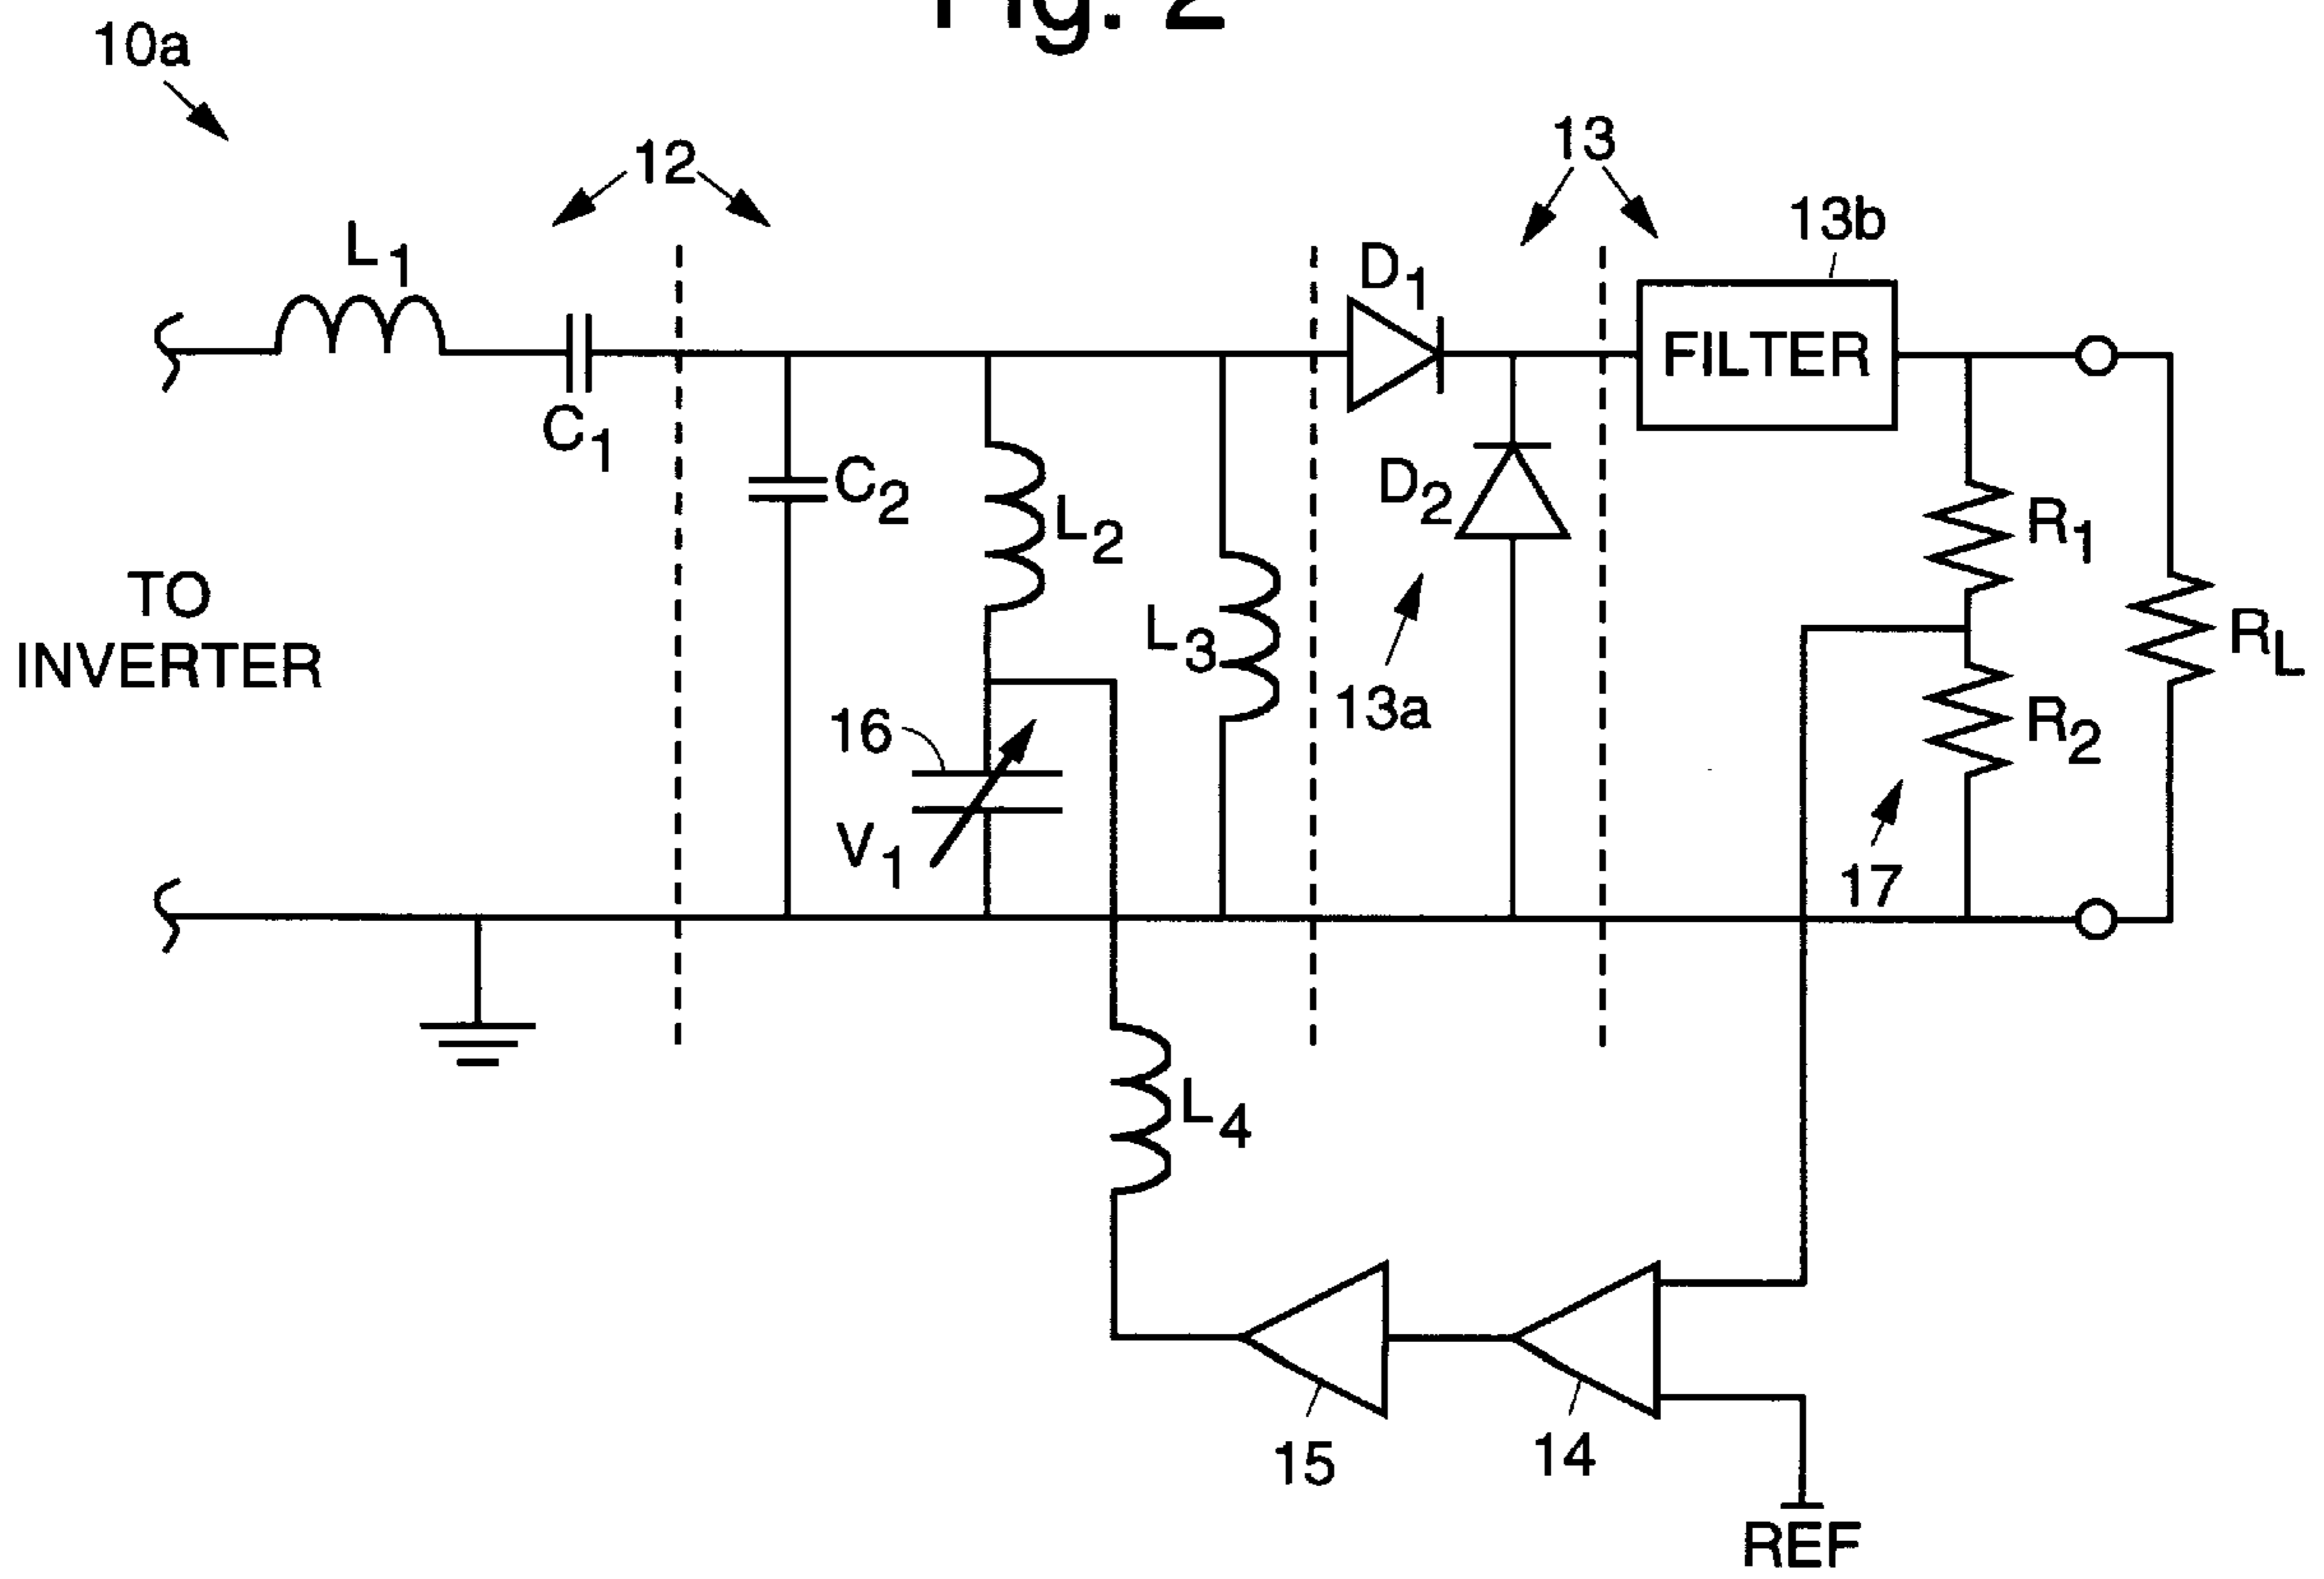 Fig. 2
10a
12
13
13b
L1
D1
FILTER
C1
C2
L2
D2
R1
TO
INVERTER
L3
RL
16
13a
R2
V1
17
L4
15
14
REF